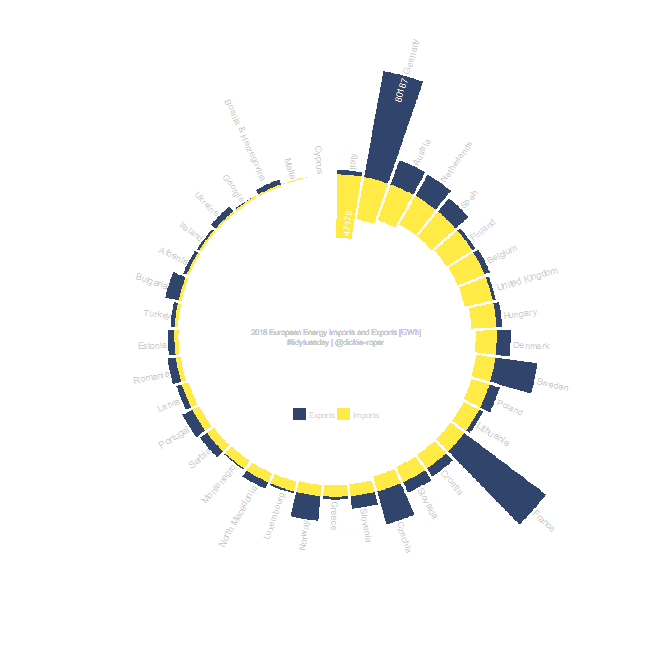 Italy
Germany
80187
47170
Austria
Netherlands
Spain
Finland
Belgium
United Kingdom
Hungary
Denmark
Sweden
Poland
Lithuania
France
Croatia
Slovakia
Czechia
Slovenia
Greece
Norway
Luxembourg
North Macedonia
Montenegro
Serbia
Portugal
Latvia
Romania
Estonia
Turkey
Bulgaria
Albania
Ireland
Ukraine
Georgia
Bosnia & Herzegovina
Malta
Cyprus
2018 European Energy Imports and Exports [GWh]
#tidytuesday | @dickie-roper
Exports
Imports